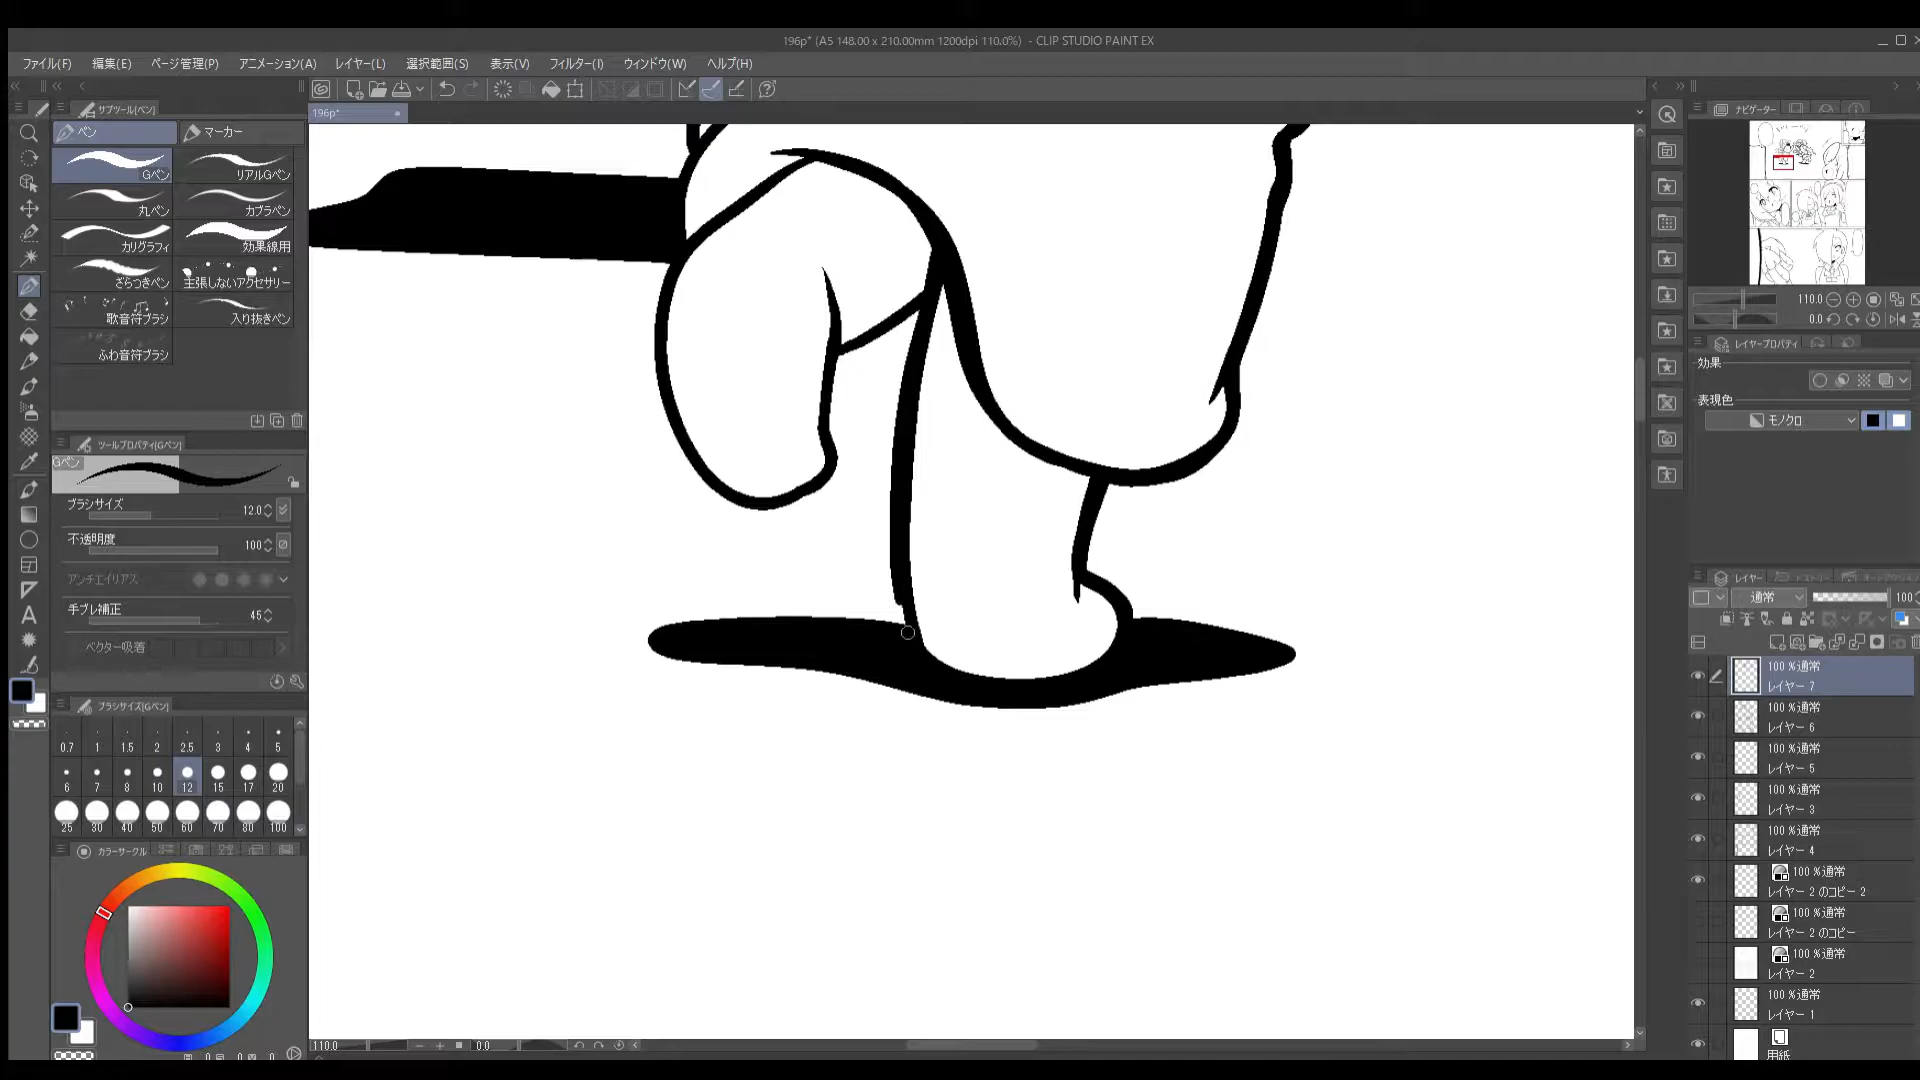 196p* (A5 148.00 x 210.00mm 1200dpi 110.0%) - CLIP STUDIO PAINT EX
ファイル(F) 編集(E) ページ管理(P) アニメーション(A) レイヤー(L) 選択範囲(S) 表示(V) フィルター(I) ウィンドウ(W) ヘルプ(H)
196p*
サブツール[ペン]
ペン マーカー
Gペン リアルGペン
丸ペン カブラペン
カリグラフィ 効果線用
ざらつきペン 主張しないアクセサリー
歌音符ブラシ 入り抜きペン
ふわ音符ブラシ
ツールプロパティ[Gペン]
Gペン
ブラシサイズ 12.0
不透明度 100
アンチエイリアス
手ブレ補正 45
ベクター吸着
ブラシサイズ[Gペン]
0.7 1 1.5 2 2.5 3 4 5
6 7 8 10 12 15 17 20
25 30 40 50 60 70 80 100
カラーサークル
110.0 0.0
ナビゲーター
110.0
0.0
レイヤープロパティ
効果
表現色
モノクロ
レイヤー
通常 100
100 %通常
レイヤー 7
100 %通常
レイヤー 6
100 %通常
レイヤー 5
100 %通常
レイヤー 3
100 %通常
レイヤー 4
100 %通常
レイヤー 2 のコピー 2
100 %通常
レイヤー 2 のコピー
100 %通常
レイヤー 2
100 %通常
レイヤー 1
用紙